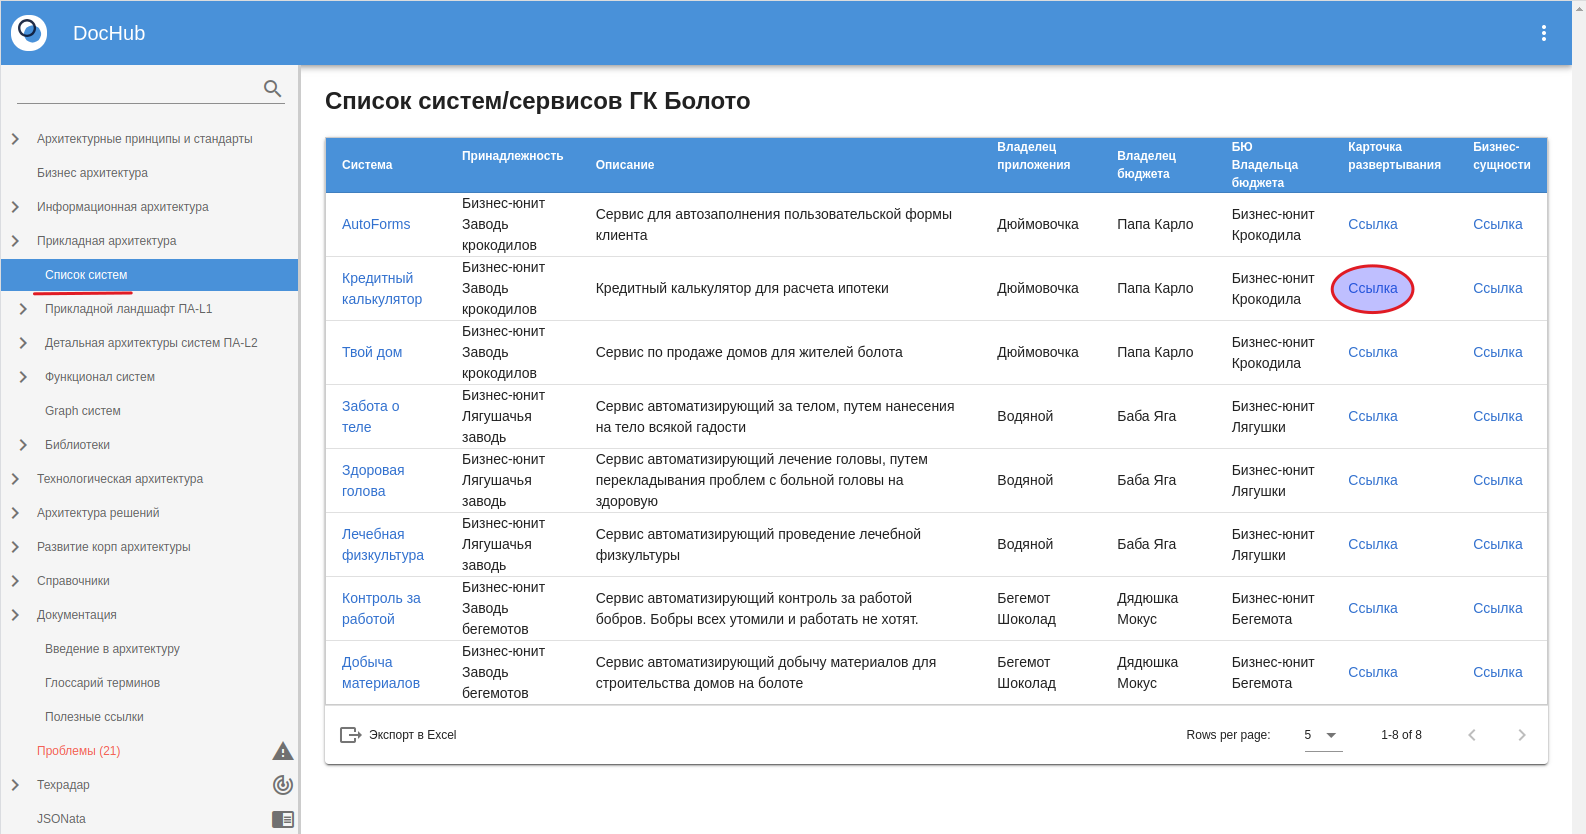 DocHub
Архитектурные принципы и стандарты
Бизнес архитектура
Информационная архитектура
Прикладная архитектура
Список систем
Прикладной ландшафт ПА-L1
Детальная архитектуры систем ПА-L2
Функционал систем
Graph систем
Библиотеки
Технологическая архитектура
Архитектура решений
Развитие корп архитектуры
Справочники
Документация
Введение в архитектуру
Глоссарий терминов
Полезные ссылки
Проблемы (21)
Техрадар
JSONata
Список систем/сервисов ГК Болото
Система
Принадлежность
Описание
Владелец
приложения
Владелец
бюджета
БЮ
Владельца
бюджета
Карточка
развертывания
Бизнес-
сущности
AutoForms
Бизнес-юнит
Заводь
крокодилов
Сервис для автозаполнения пользовательской формы
клиента
Дюймовочка
Папа Карло
Бизнес-юнит
Крокодила
Ссылка
Ссылка
Кредитный
калькулятор
Бизнес-юнит
Заводь
крокодилов
Кредитный калькулятор для расчета ипотеки
Дюймовочка
Папа Карло
Бизнес-юнит
Крокодила
Ссылка
Ссылка
Твой дом
Бизнес-юнит
Заводь
крокодилов
Сервис по продаже домов для жителей болота
Дюймовочка
Папа Карло
Бизнес-юнит
Крокодила
Ссылка
Ссылка
Забота о
теле
Бизнес-юнит
Лягушачья
заводь
Сервис автоматизирующий за телом, путем нанесения
на тело всякой гадости
Водяной
Баба Яга
Бизнес-юнит
Лягушки
Ссылка
Ссылка
Здоровая
голова
Бизнес-юнит
Лягушачья
заводь
Сервис автоматизирующий лечение головы, путем
перекладывания проблем с больной головы на
здоровую
Водяной
Баба Яга
Бизнес-юнит
Лягушки
Ссылка
Ссылка
Лечебная
физкультура
Бизнес-юнит
Лягушачья
заводь
Сервис автоматизирующий проведение лечебной
физкультуры
Водяной
Баба Яга
Бизнес-юнит
Лягушки
Ссылка
Ссылка
Контроль за
работой
Бизнес-юнит
Заводь
бегемотов
Сервис автоматизирующий контроль за работой
бобров. Бобры всех утомили и работать не хотят.
Бегемот
Шоколад
Дядюшка
Мокус
Бизнес-юнит
Бегемота
Ссылка
Ссылка
Добыча
материалов
Бизнес-юнит
Заводь
бегемотов
Сервис автоматизирующий добычу материалов для
строительства домов на болоте
Бегемот
Шоколад
Дядюшка
Мокус
Бизнес-юнит
Бегемота
Ссылка
Ссылка
Экспорт в Excel
Rows per page:
5
1-8 of 8